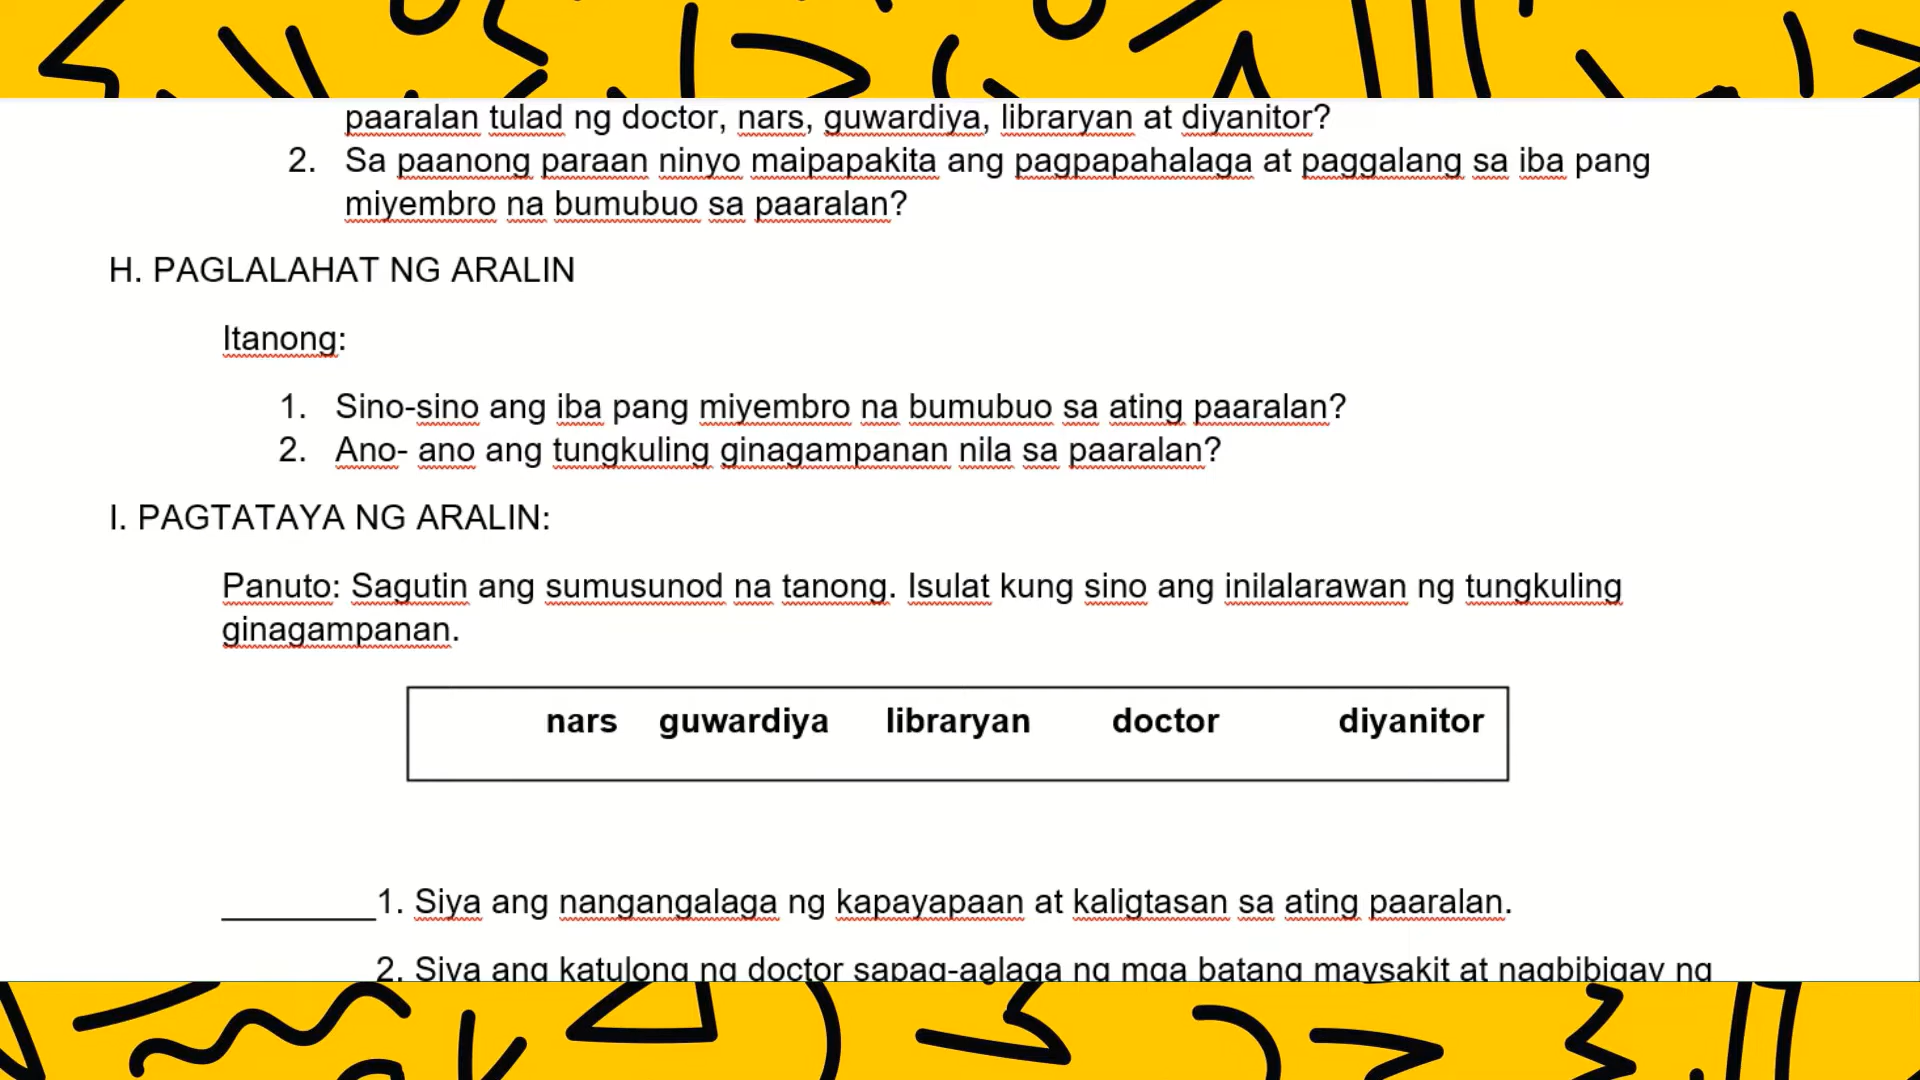 paaralan tulad ng doctor, nars, guwardiya, libraryan at diyanitor?
2. Sa paanong paraan ninyo maipapakita ang pagpapahalaga at paggalang sa iba pang
miyembro na bumubuo sa paaralan?
H. PAGLALAHAT NG ARALIN
Itanong:
1. Sino-sino ang iba pang miyembro na bumubuo sa ating paaralan?
2. Ano- ano ang tungkuling ginagampanan nila sa paaralan?
I. PAGTATAYA NG ARALIN:
Panuto: Sagutin ang sumusunod na tanong. Isulat kung sino ang inilalarawan ng tungkuling
ginagampanan.
nars guwardiya libraryan doctor diyanitor
________1. Siya ang nangangalaga ng kapayapaan at kaligtasan sa ating paaralan.
2. Siya ang katulong ng doctor sapag-aalaga ng mga batang maysakit at nagbibigay ng